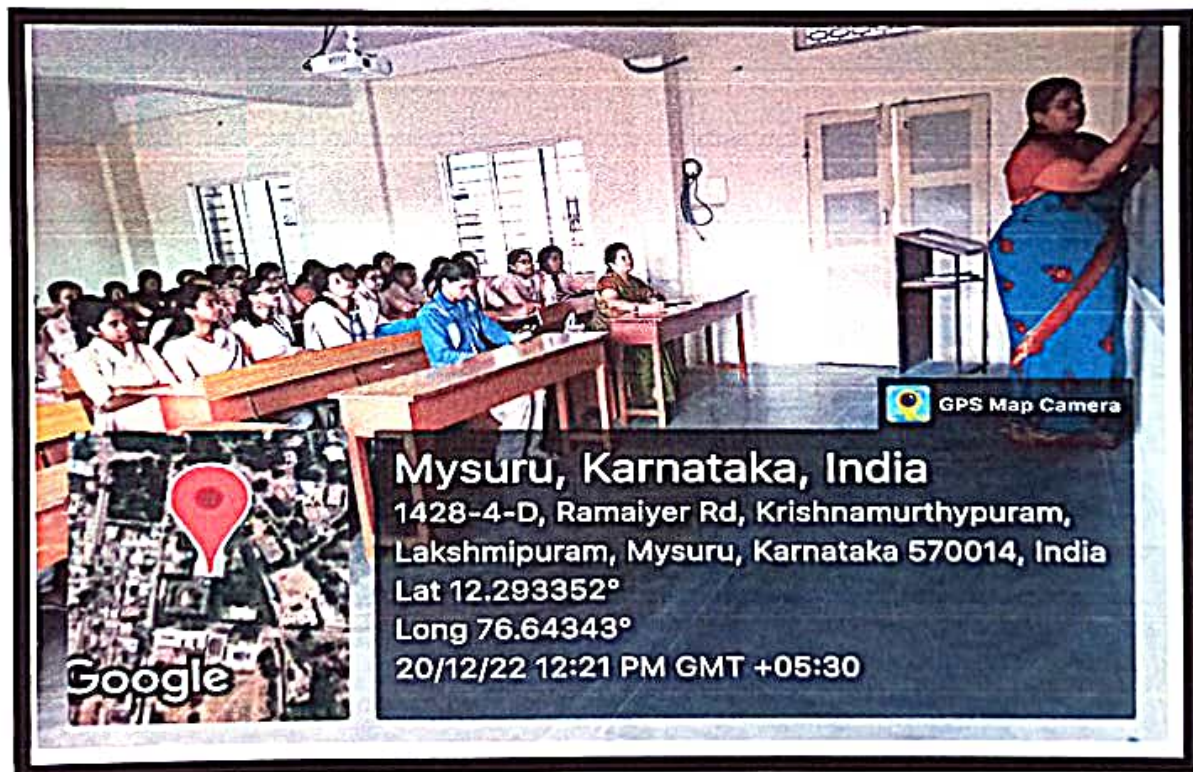 GPS Map Camera
Mysuru, Karnataka, India
1428-4-D, Ramaiyer Rd, Krishnamurthypuram,
Lakshmipuram, Mysuru, Karnataka 570014, India
Lat 12.293352°
Long 76.64343°
20/12/22 12:21 PM GMT +05:30
Google